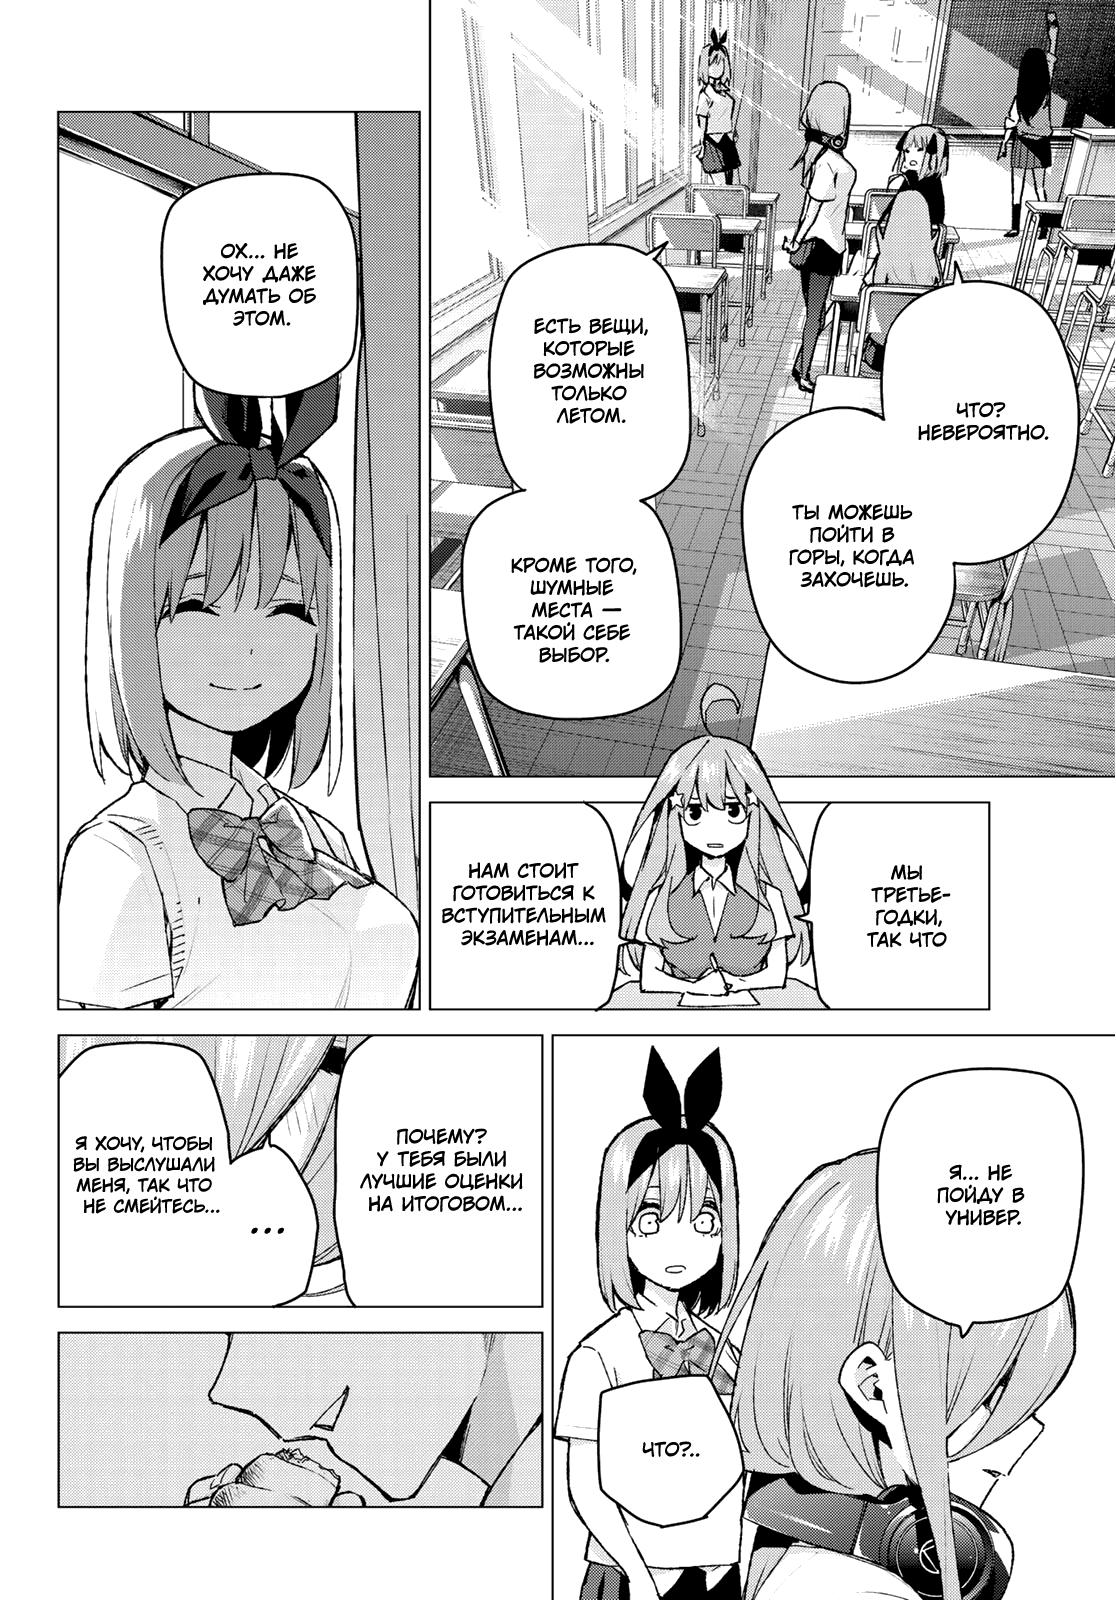 ЧТО?
НЕВЕРОЯТНО.
ТЫ МОЖЕШЬ
ПОЙТИ В
ГОРЫ, КОГДА
ЗАХОЧЕШЬ.
ЕСТЬ ВЕЩИ,
КОТОРЫЕ
ВОЗМОЖНЫ
ТОЛЬКО
ЛЕТОМ.
КРОМЕ ТОГО,
ШУМНЫЕ
МЕСТА —
ТАКОЙ СЕБЕ
ВЫБОР.
ОХ... НЕ
ХОЧУ ДАЖЕ
ДУМАТЬ ОБ
ЭТОМ.
МЫ
ТРЕТЬЕ-
ГОДКИ,
ТАК ЧТО
НАМ СТОИТ
ГОТОВИТЬСЯ К
ВСТУПИТЕЛЬНЫМ
ЭКЗАМЕНАМ...
Я... НЕ
ПОЙДУ В
УНИВЕР.
ЧТО?..
ПОЧЕМУ?
У ТЕБЯ БЫЛИ
ЛУЧШИЕ ОЦЕНКИ
НА ИТОГОВОМ...
Я ХОЧУ, ЧТОБЫ
ВЫ ВЫСЛУШАЛИ
МЕНЯ, ТАК ЧТО
НЕ СМЕЙТЕСЬ...
...